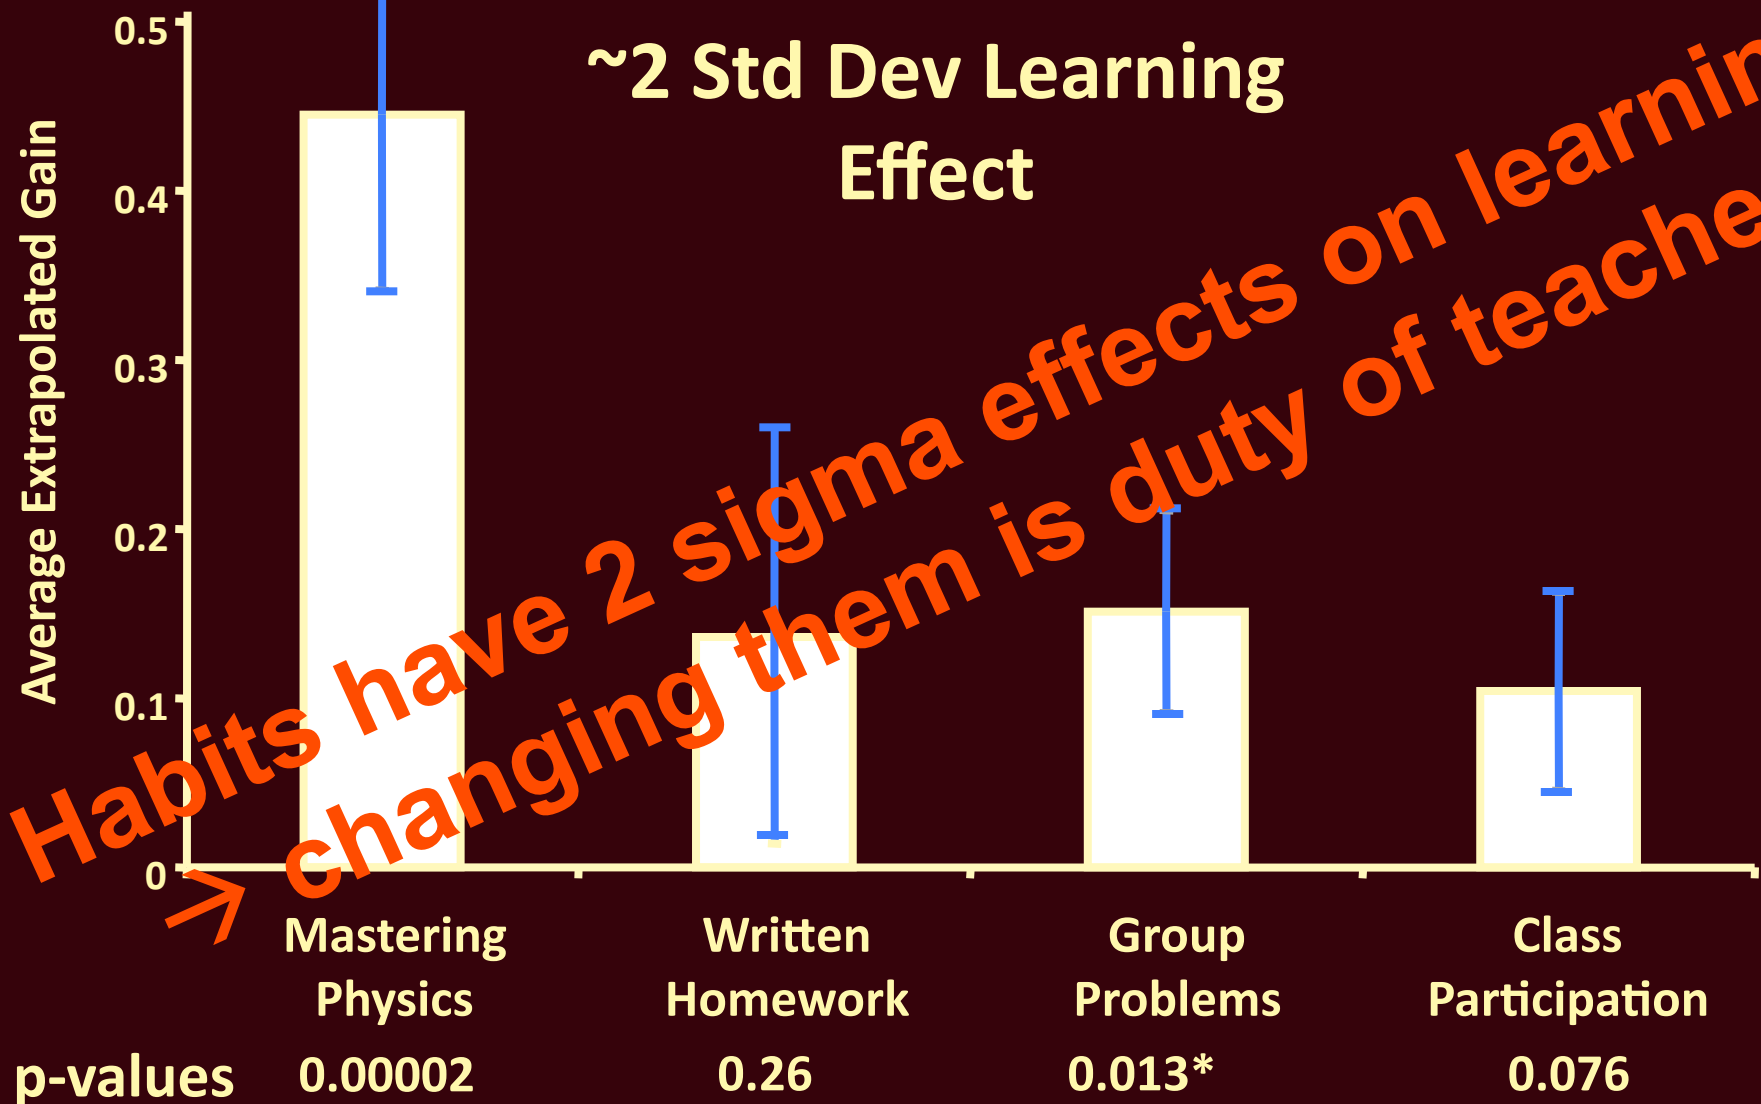 ~2 Std Dev Learning
Effect
Average Extrapolated Gain
0.5
0.4
0.3
0.2
0.1
0
Habits have 2 sigma effects on learnin
> changing them is duty of teache
Mastering
Physics
Written
Homework
Group
Problems
Class
Participation
p-values 0.00002 0.26 0.013* 0.076